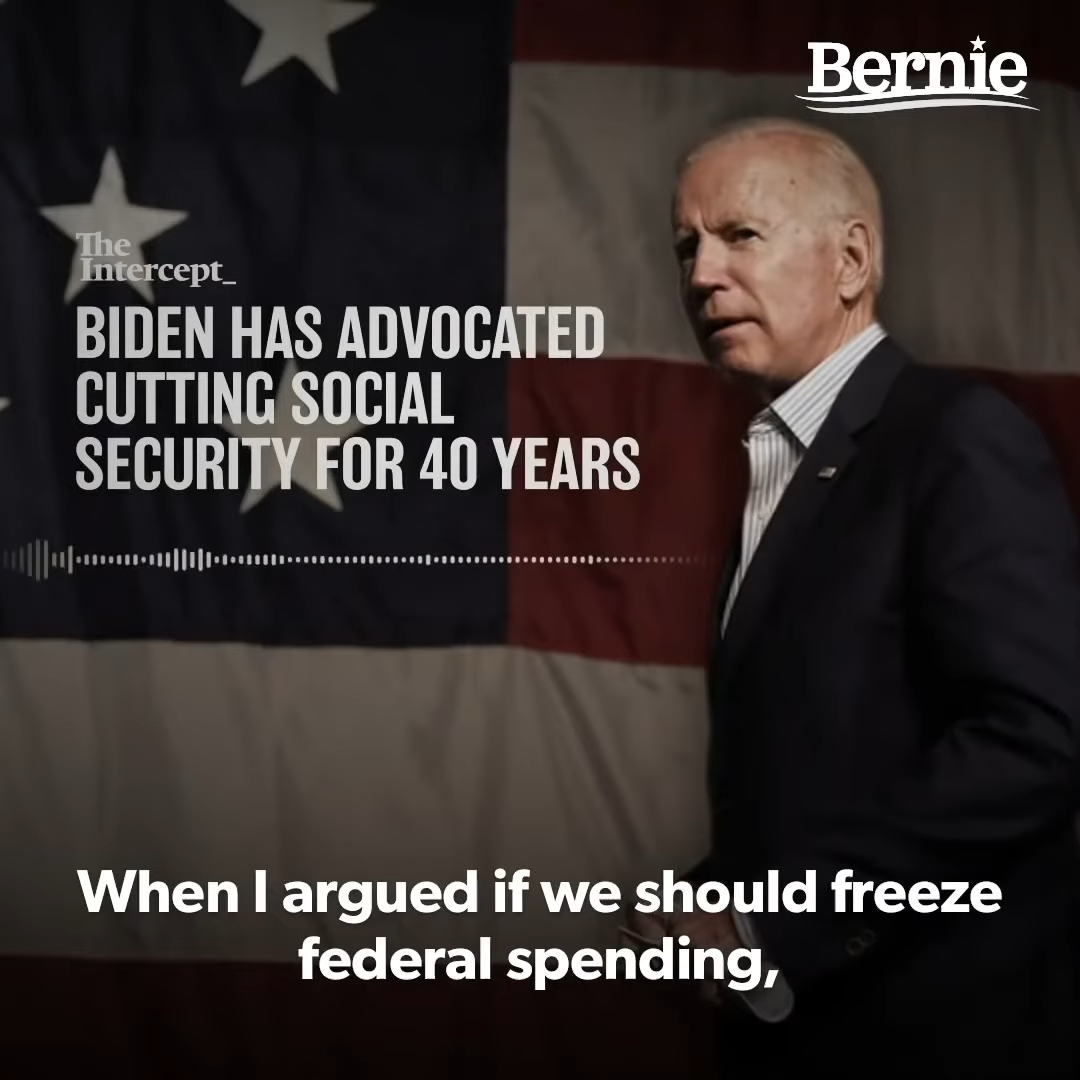 Bernie
The
Intercept_
BIDEN HAS ADVOCATED
CUTTING SOCIAL
SECURITY FOR 40 YEARS
When I argued if we should freeze
federal spending,